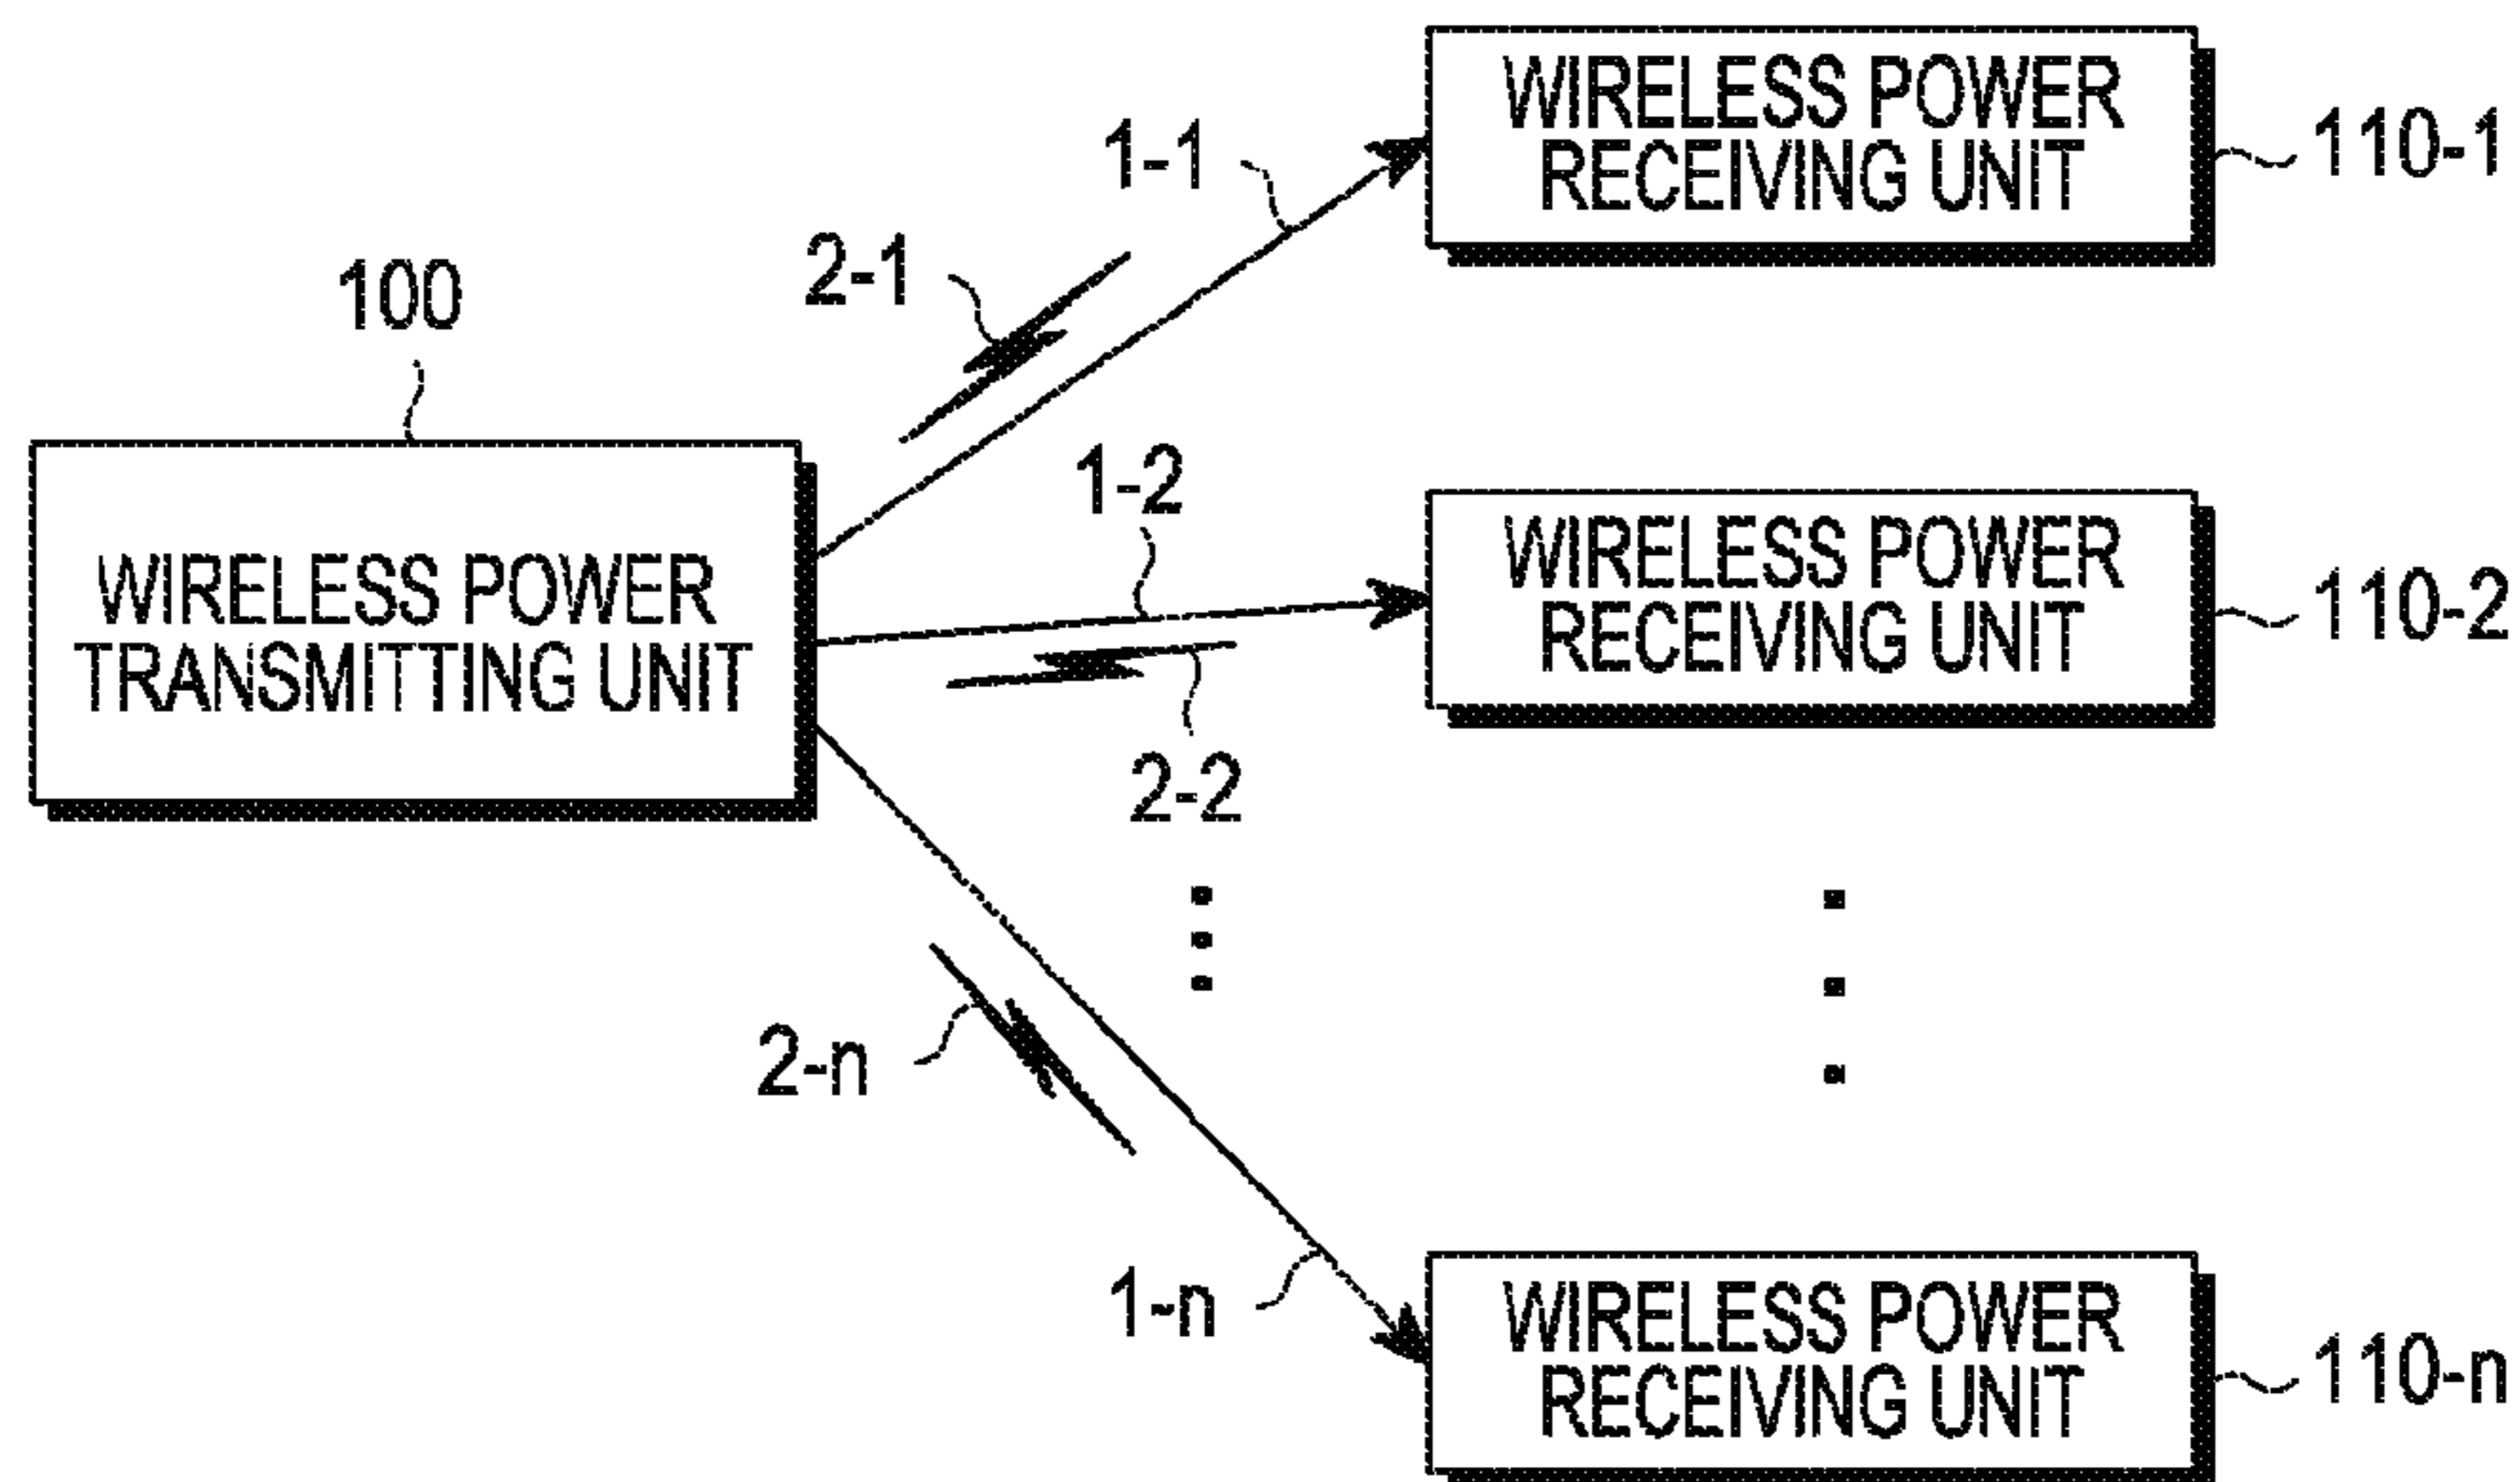 WIRELESS POWER
RECEIVING UNIT
110-1
1-1
2-1
100
WIRELESS POWER
TRANSMITTING UNIT
1-2
WIRELESS POWER
RECEIVING UNIT
110-2
2-2
2-n
1-n
WIRELESS POWER
RECEIVING UNIT
110-n